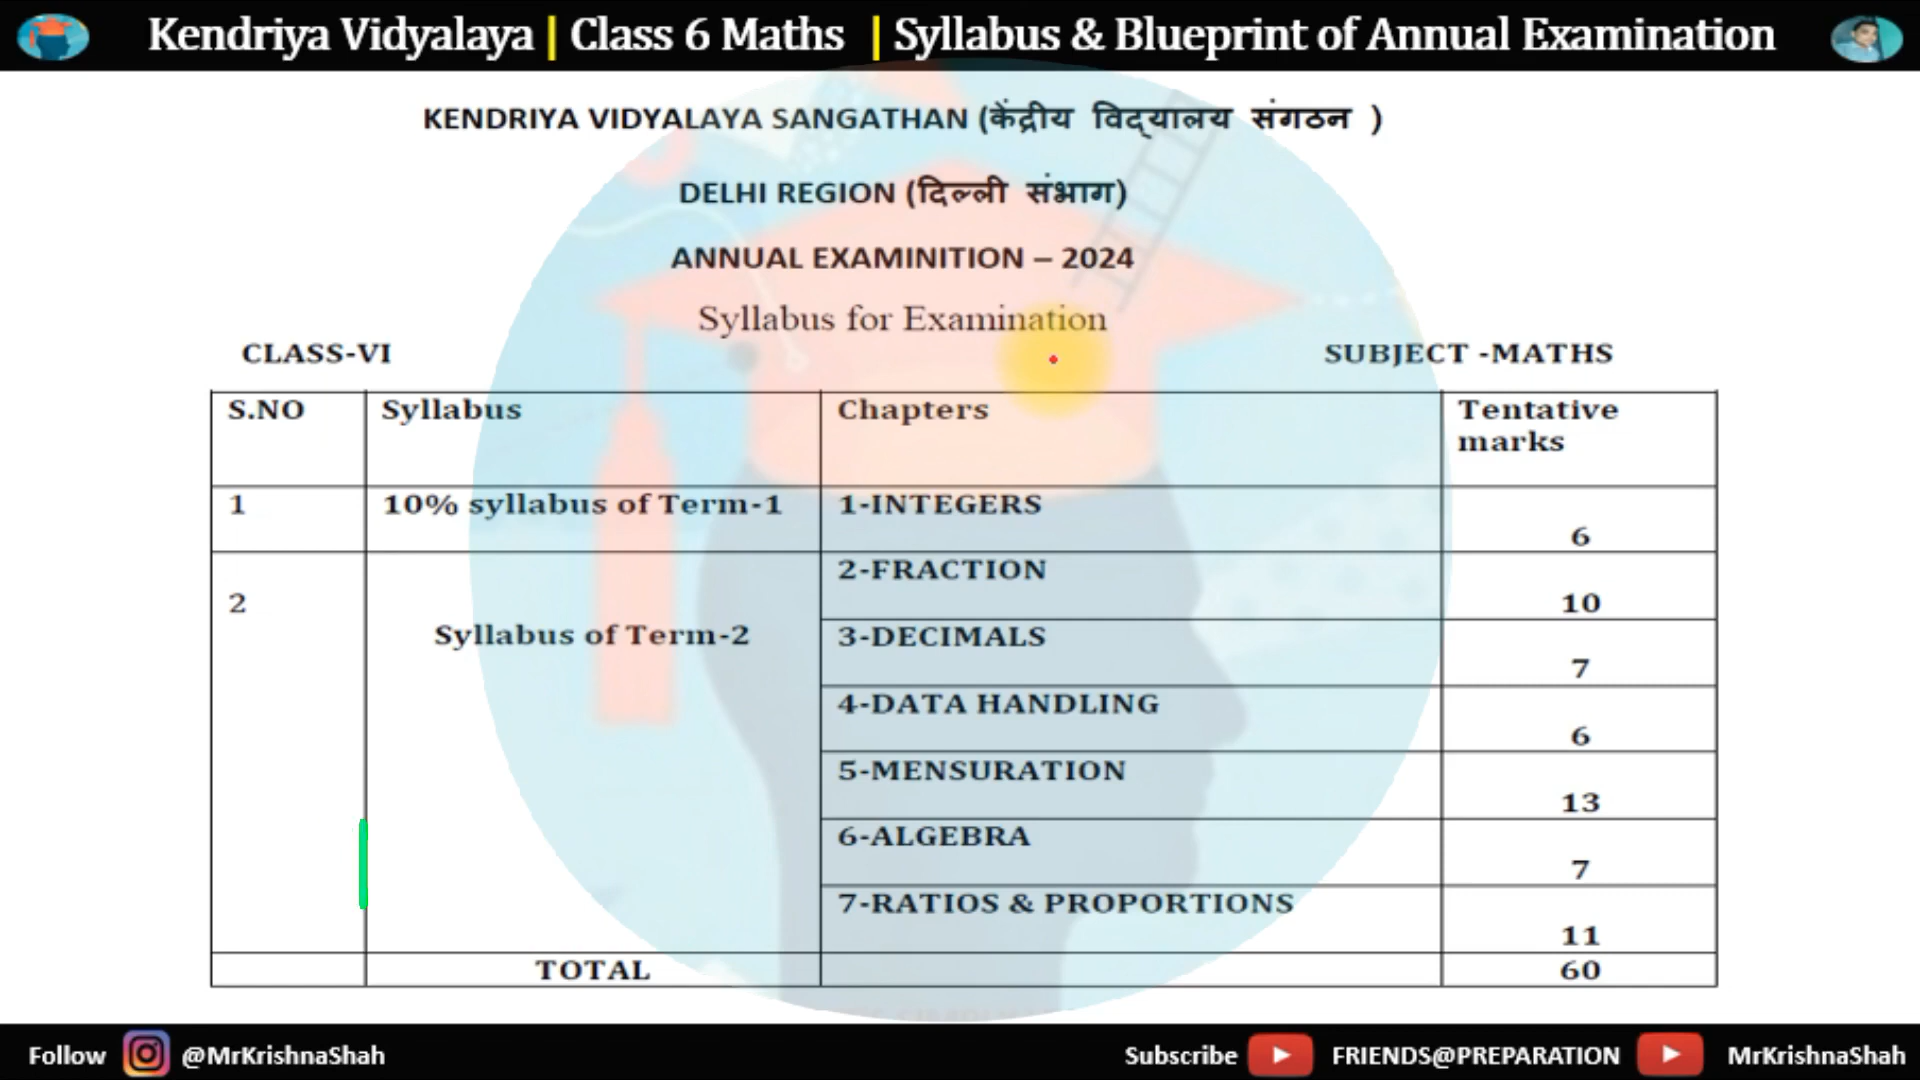 Kendriya Vidyalaya | Class 6 Maths | Syllabus & Blueprint of Annual Examination
KENDRIYA VIDYALAYA SANGATHAN (केंद्रीय विद्यालय संगठन )
DELHI REGION (दिल्ली संभाग)
ANNUAL EXAMINITION – 2024
Syllabus for Examination
CLASS-VI SUBJECT -MATHS
S.NO Syllabus Chapters Tentative marks
1 10% syllabus of Term-1 1-INTEGERS 6
2 Syllabus of Term-2 2-FRACTION 10
3-DECIMALS 7
4-DATA HANDLING 6
5-MENSURATION 13
6-ALGEBRA 7
7-RATIOS & PROPORTIONS 11
TOTAL 60
Follow @MrKrishnaShah Subscribe FRIENDS@PREPARATION MrKrishnaShah